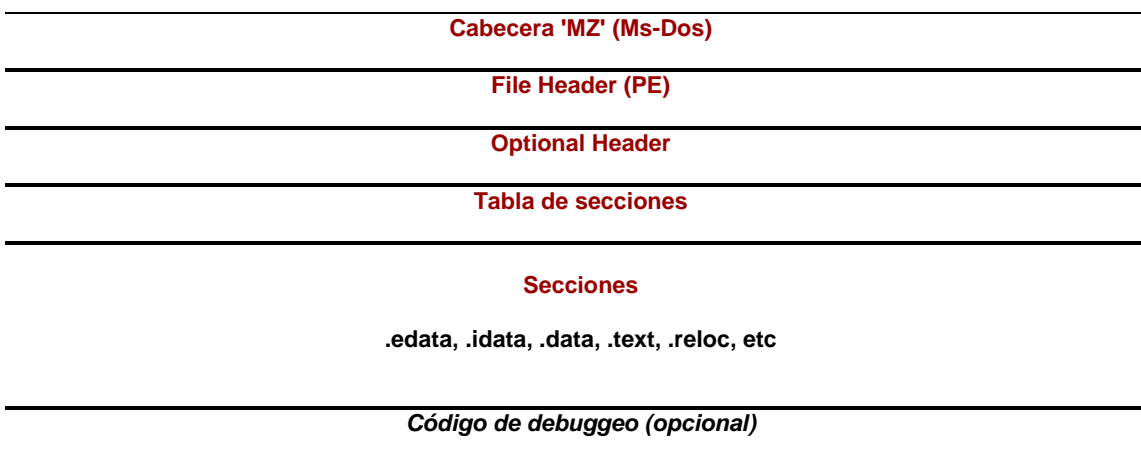 Cabecera 'MZ' (Ms-Dos)
File Header (PE)
Optional Header
Tabla de secciones
Secciones
.edata, .idata, .data, .text, .reloc, etc
Código de debuggeo (opcional)